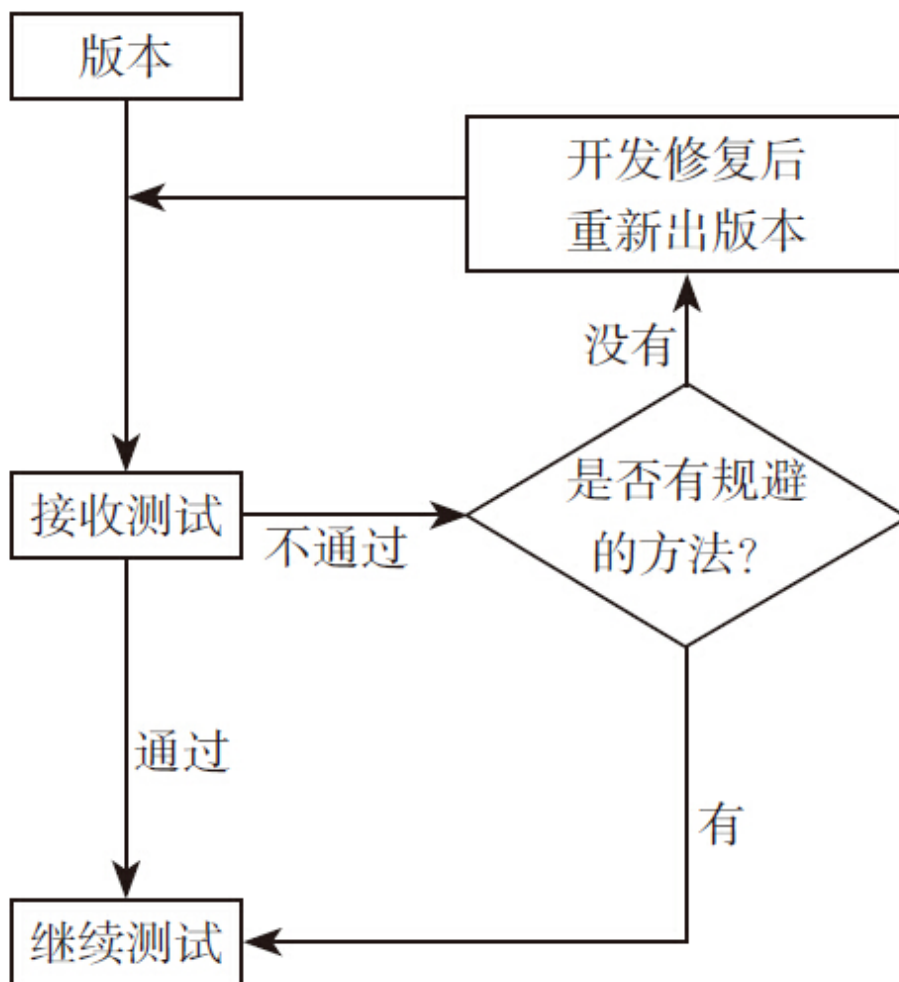 版本
开发修复后
重新出版本
没有
是否有规避
的方法？
接收测试
不通过
通过
有
继续测试